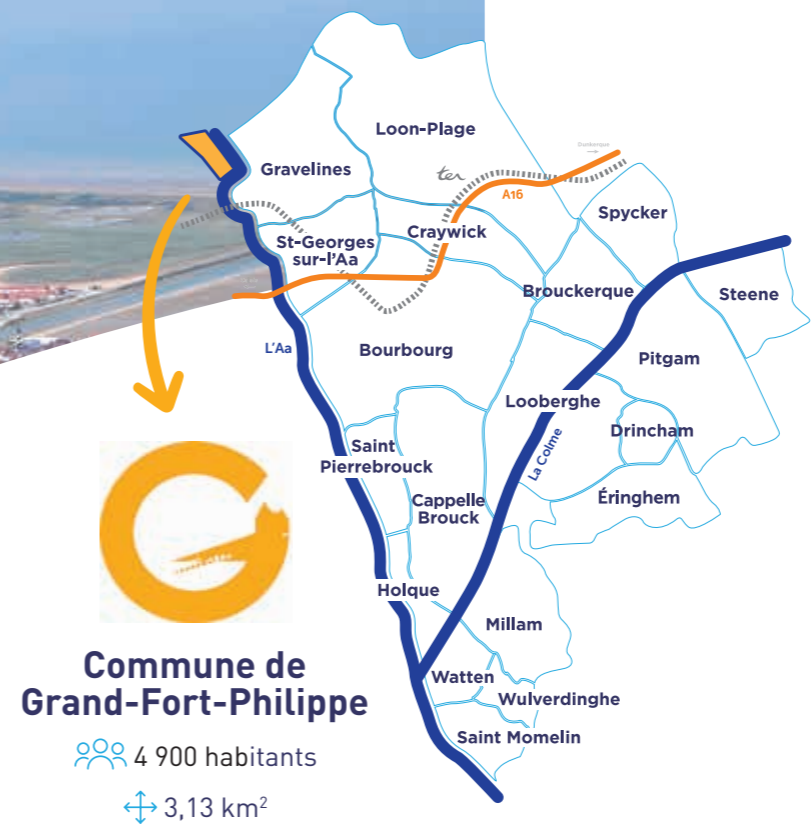 Loon-Plage
Dunkerque
Gravelines
ter
A16
Spycker
St-Georges
sur-l'Aa
Craywick
Brouckerque
Steene
L'Aa
Bourbourg
Pitgam
Looberghe
Drincham
Saint
Pierrebrouck
La Colme
Cappelle
Brouck
Éringhem
Holque
Millam
Watten
Wulverdinghe
Saint Momelin
Commune de
Grand-Fort-Philippe
4 900 habitants
3,13 km²